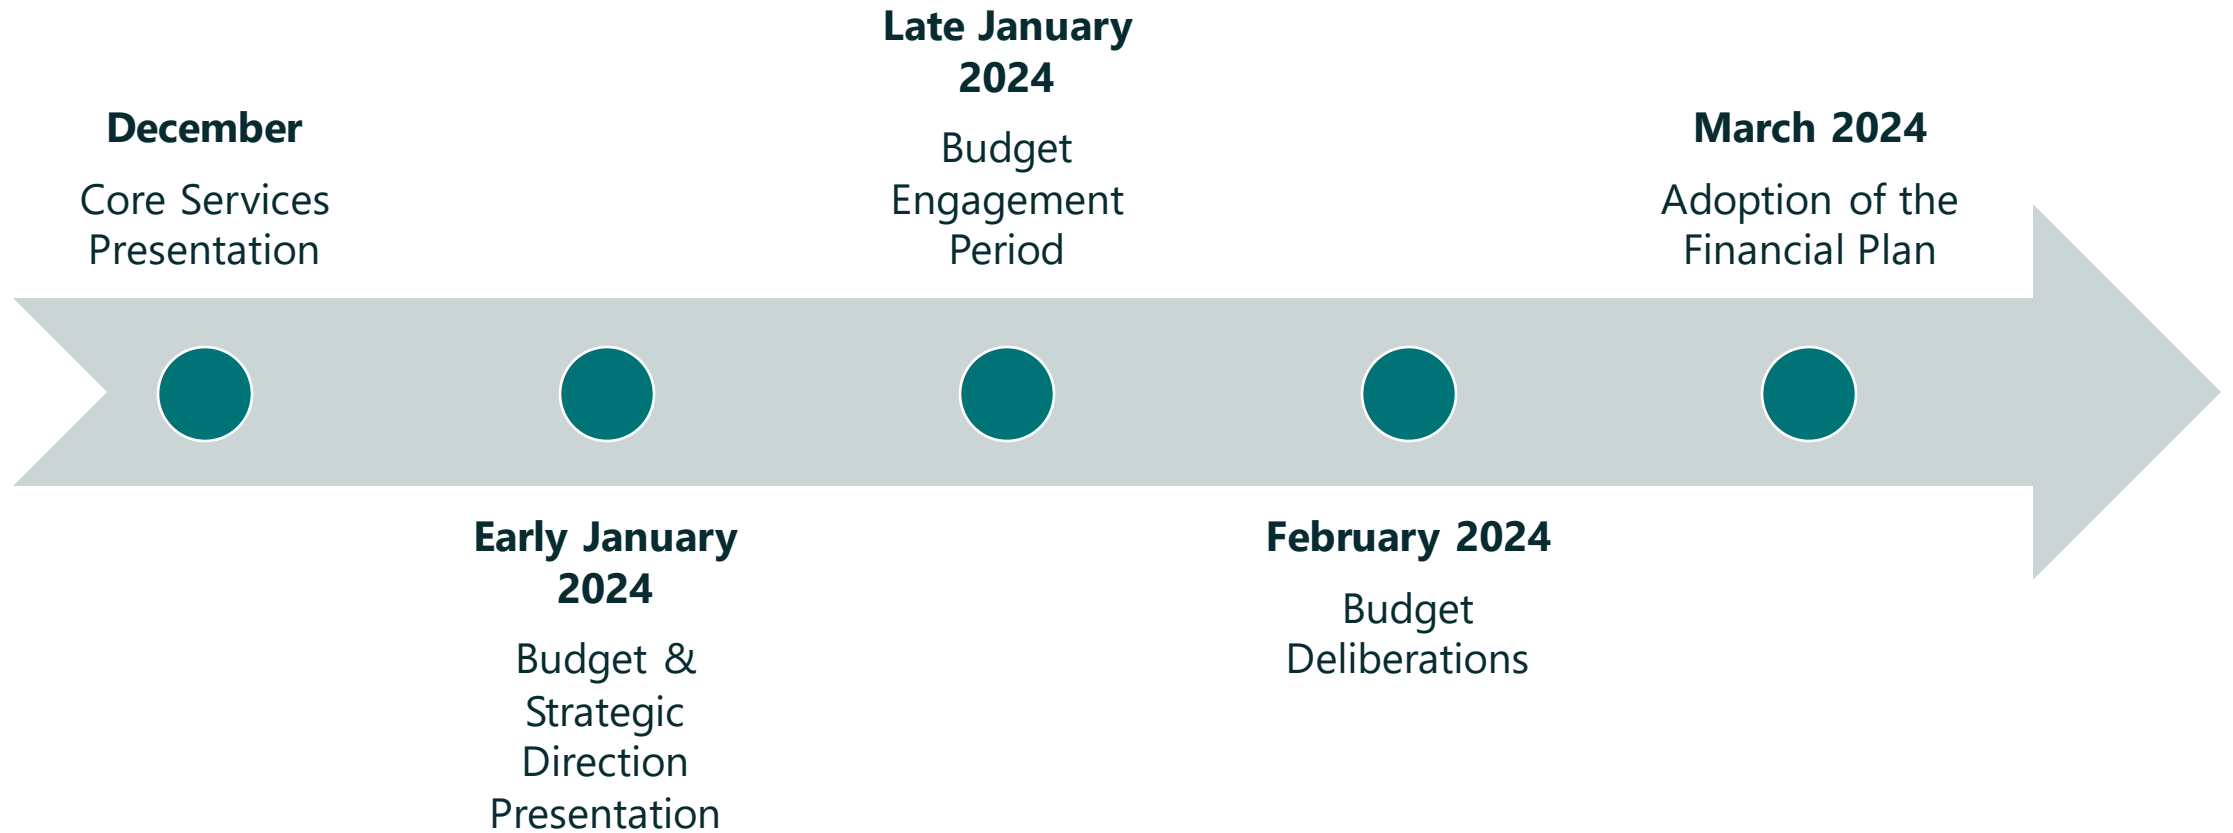 December
Core Services
Presentation
Early January
2024
Budget &
Strategic
Direction
Presentation
Late January
2024
Budget
Engagement
Period
February 2024
Budget
Deliberations
March 2024
Adoption of the
Financial Plan